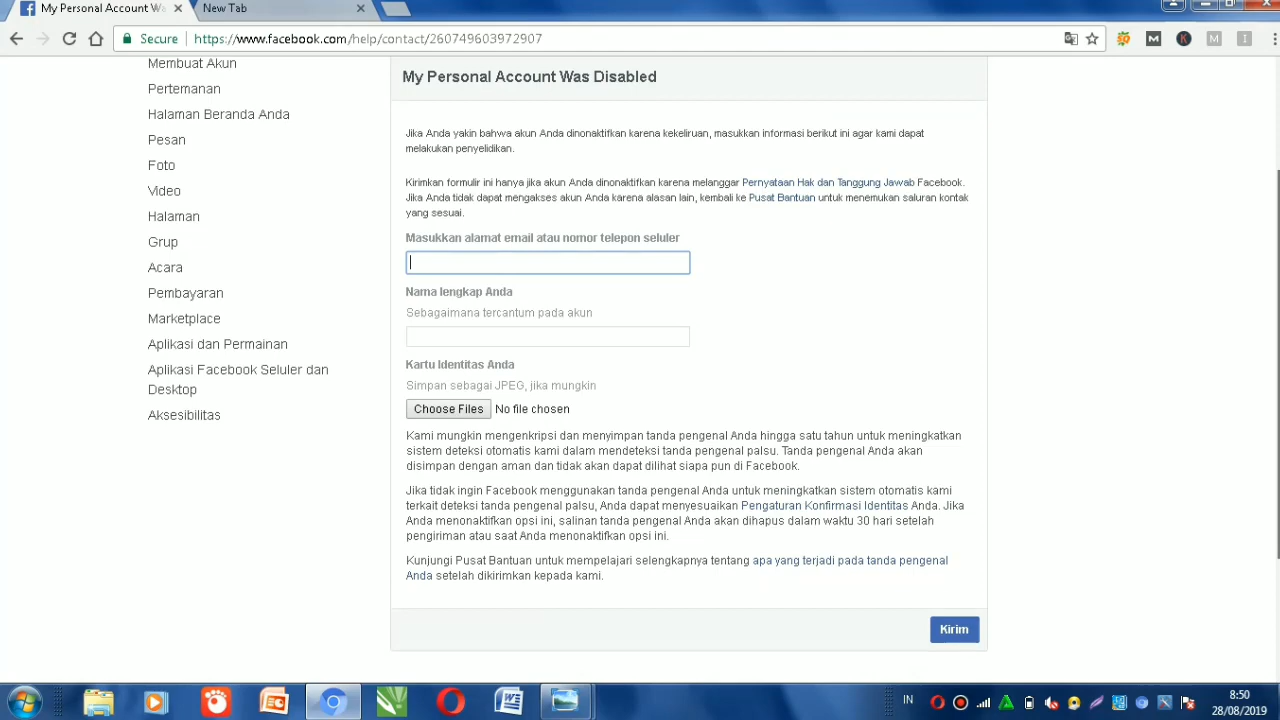 My Personal Account Wa
New Tab
Secure
https://www.facebook.com/help/contact/260749603972907
Membuat Akun
Pertemanan
Halaman Beranda Anda
Pesan
Foto
Video
Halaman
Grup
Acara
Pembayaran
Marketplace
Aplikasi dan Permainan
Aplikasi Facebook Seluler dan
Desktop
Aksesibilitas
My Personal Account Was Disabled
Jika Anda yakin bahwa akun Anda dinonaktifkan karena kekeliruan, masukkan informasi berikut ini agar kami dapat
melakukan penyelidikan.
Kirimkan formulir ini hanya jika akun Anda dinonaktifkan karena melanggar Pernyataan Hak dan Tanggung Jawab Facebook.
Jika Anda tidak dapat mengakses akun Anda karena alasan lain, kembali ke Pusat Bantuan untuk menemukan saluran kontak
yang sesuai.
Masukkan alamat email atau nomor telepon seluler
Nama lengkap Anda
Sebagaimana tercantum pada akun
Kartu Identitas Anda
Simpan sebagai JPEG, jika mungkin
Choose Files No file chosen
Kami mungkin mengenkripsi dan menyimpan tanda pengenal Anda hingga satu tahun untuk meningkatkan
sistem deteksi otomatis kami dalam mendeteksi tanda pengenal palsu. Tanda pengenal Anda akan
disimpan dengan aman dan tidak akan dapat dilihat siapa pun di Facebook.
Jika tidak ingin Facebook menggunakan tanda pengenal Anda untuk meningkatkan sistem otomatis kami
terkait deteksi tanda pengenal palsu, Anda dapat menyesuaikan Pengaturan Konfirmasi Identitas Anda. Jika
Anda menonaktifkan opsi ini, salinan tanda pengenal Anda akan dihapus dalam waktu 30 hari setelah
pengiriman atau saat Anda menonaktifkan opsi ini.
Kunjungi Pusat Bantuan untuk mempelajari selengkapnya tentang apa yang terjadi pada tanda pengenal
Anda setelah dikirimkan kepada kami.
Kirim
IN
8:50
28/08/2019